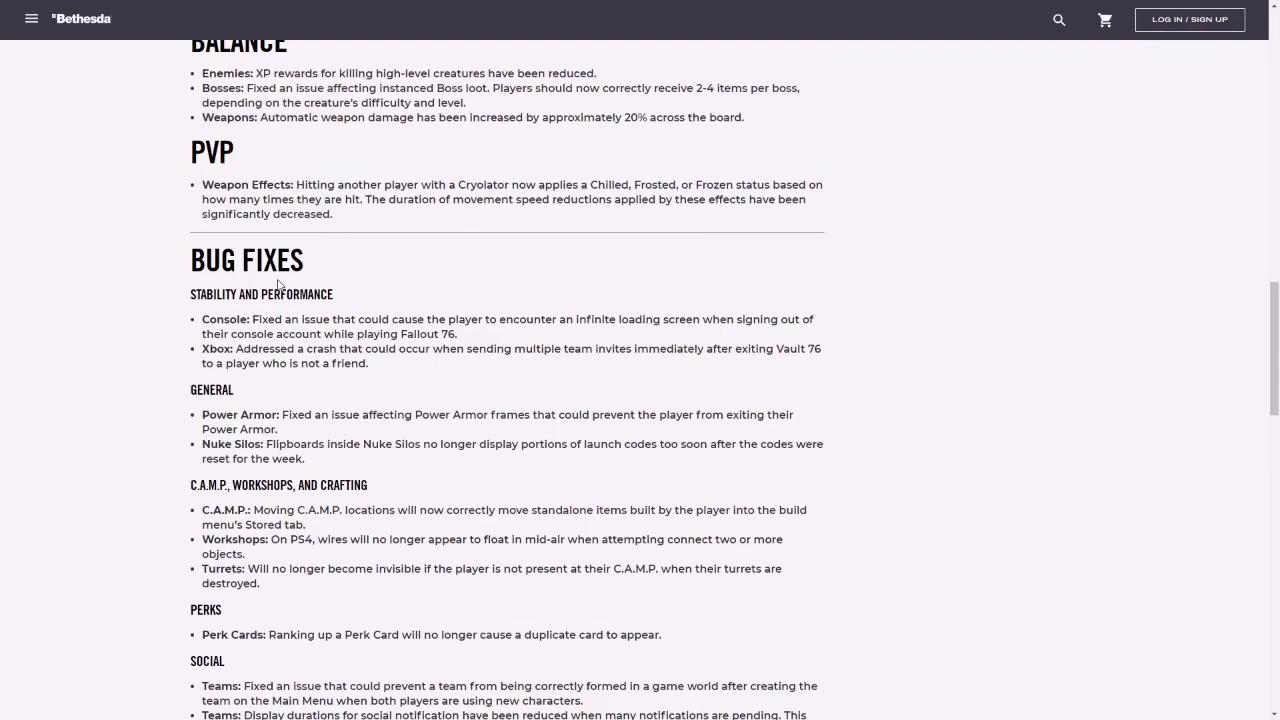 Bethesda
LOG IN / SIGN UP
BALANCE
• Enemies: XP rewards for killing high-level creatures have been reduced.
• Bosses: Fixed an issue affecting instanced Boss loot. Players should now correctly receive 2-4 items per boss,
depending on the creature's difficulty and level.
• Weapons: Automatic weapon damage has been increased by approximately 20% across the board.
PVP
• Weapon Effects: Hitting another player with a Cryolator now applies a Chilled, Frosted, or Frozen status based on
how many times they are hit. The duration of movement speed reductions applied by these effects have been
significantly decreased.
BUG FIXES
STABILITY AND PERFORMANCE
• Console: Fixed an issue that could cause the player to encounter an infinite loading screen when signing out of
their console account while playing Fallout 76.
• Xbox: Addressed a crash that could occur when sending multiple team invites immediately after exiting Vault 76
to a player who is not a friend.
GENERAL
• Power Armor: Fixed an issue affecting Power Armor frames that could prevent the player from exiting their
Power Armor.
• Nuke Silos: Flipboards inside Nuke Silos no longer display portions of launch codes too soon after the codes were
reset for the week.
C.A.M.P., WORKSHOPS, AND CRAFTING
• C.A.M.P.: Moving C.A.M.P. locations will now correctly move standalone items built by the player into the build
menu's Stored tab.
• Workshops: On PS4, wires will no longer appear to float in mid-air when attempting connect two or more
objects.
• Turrets: Will no longer become invisible if the player is not present at their C.A.M.P. when their turrets are
destroyed.
PERKS
• Perk Cards: Ranking up a Perk Card will no longer cause a duplicate card to appear.
SOCIAL
• Teams: Fixed an issue that could prevent a team from being correctly formed in a game world after creating the
team on the Main Menu when both players are using new characters.
• Teams: Display durations for social notification have been reduced when many notifications are pending. This